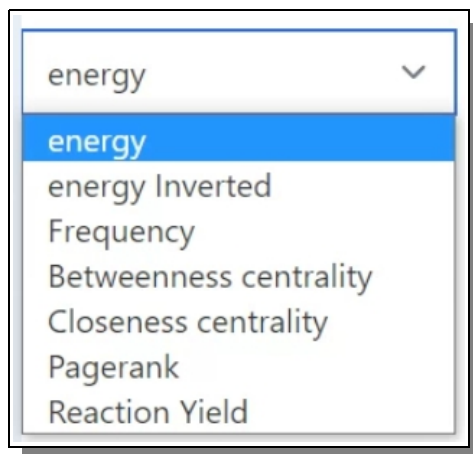 energy
energy
energy Inverted
Frequency
Betweenness centrality
Closeness centrality
Pagerank
Reaction Yield